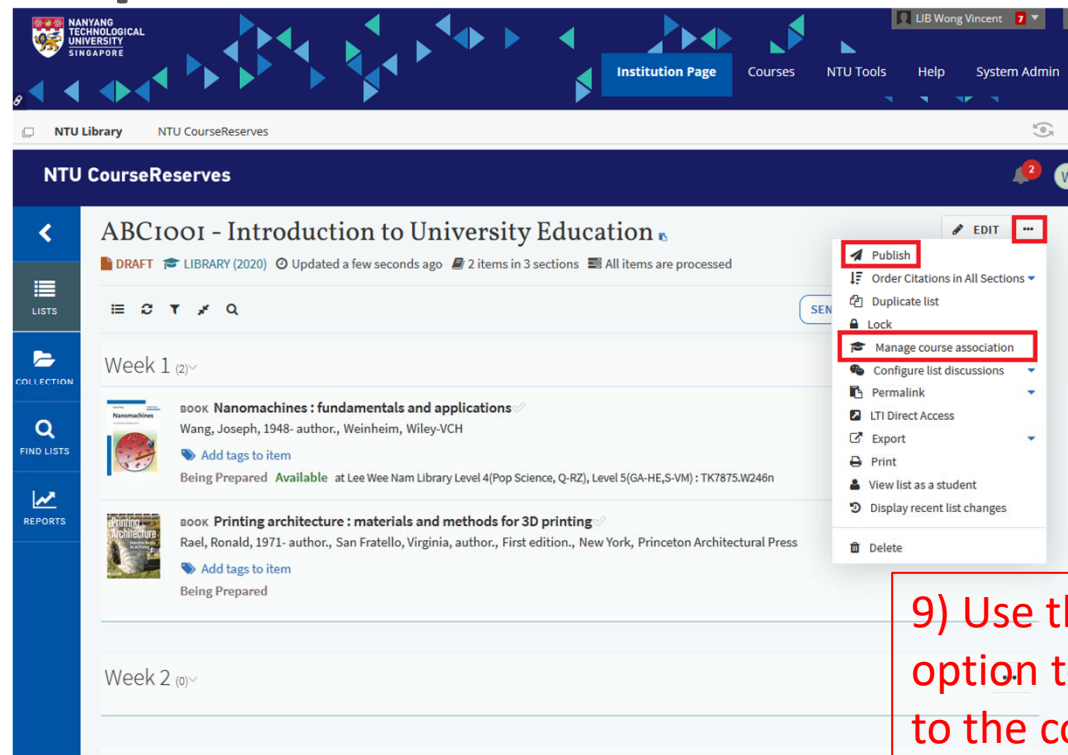 NANYANG
TECHNOLOGICAL
UNIVERSITY
SINGAPORE
LIB Wong Vincent 7
Institution Page Courses NTU Tools Help System Admin
NTU Library NTU CourseReserves
NTU CourseReserves 2
ABC1001 - Introduction to University Education EDIT ...
DRAFT LIBRARY (2020) Updated a few seconds ago 2 items in 3 sections All items are processed
Publish
Order Citations in All Sections
Duplicate list
Lock
Manage course association
Configure list discussions
Permalink
LTI Direct Access
Export
Print
View list as a student
Display recent list changes
Delete
LISTS
COLLECTION
FIND LISTS
REPORTS
Week 1 (2)
BOOK Nanomachines : fundamentals and applications
Wang, Joseph, 1948- author., Weinheim, Wiley-VCH
Add tags to item
Being Prepared Available at Lee Wee Nam Library Level 4(Pop Science, Q-RZ), Level 5(GA-HE,S-VM) : TK7875.W246n
BOOK Printing architecture : materials and methods for 3D printing
Rael, Ronald, 1971- author., San Fratello, Virginia, author., First edition., New York, Princeton Architectural Press
Add tags to item
Being Prepared
Week 2 (0)
9) Use
option
to the